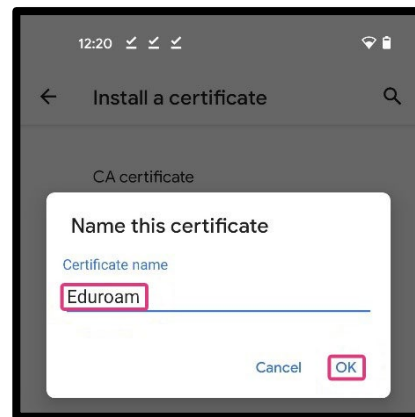 12:20
Install a certificate
CA certificate
Name this certificate
Certificate name
Eduroam
Cancel OK